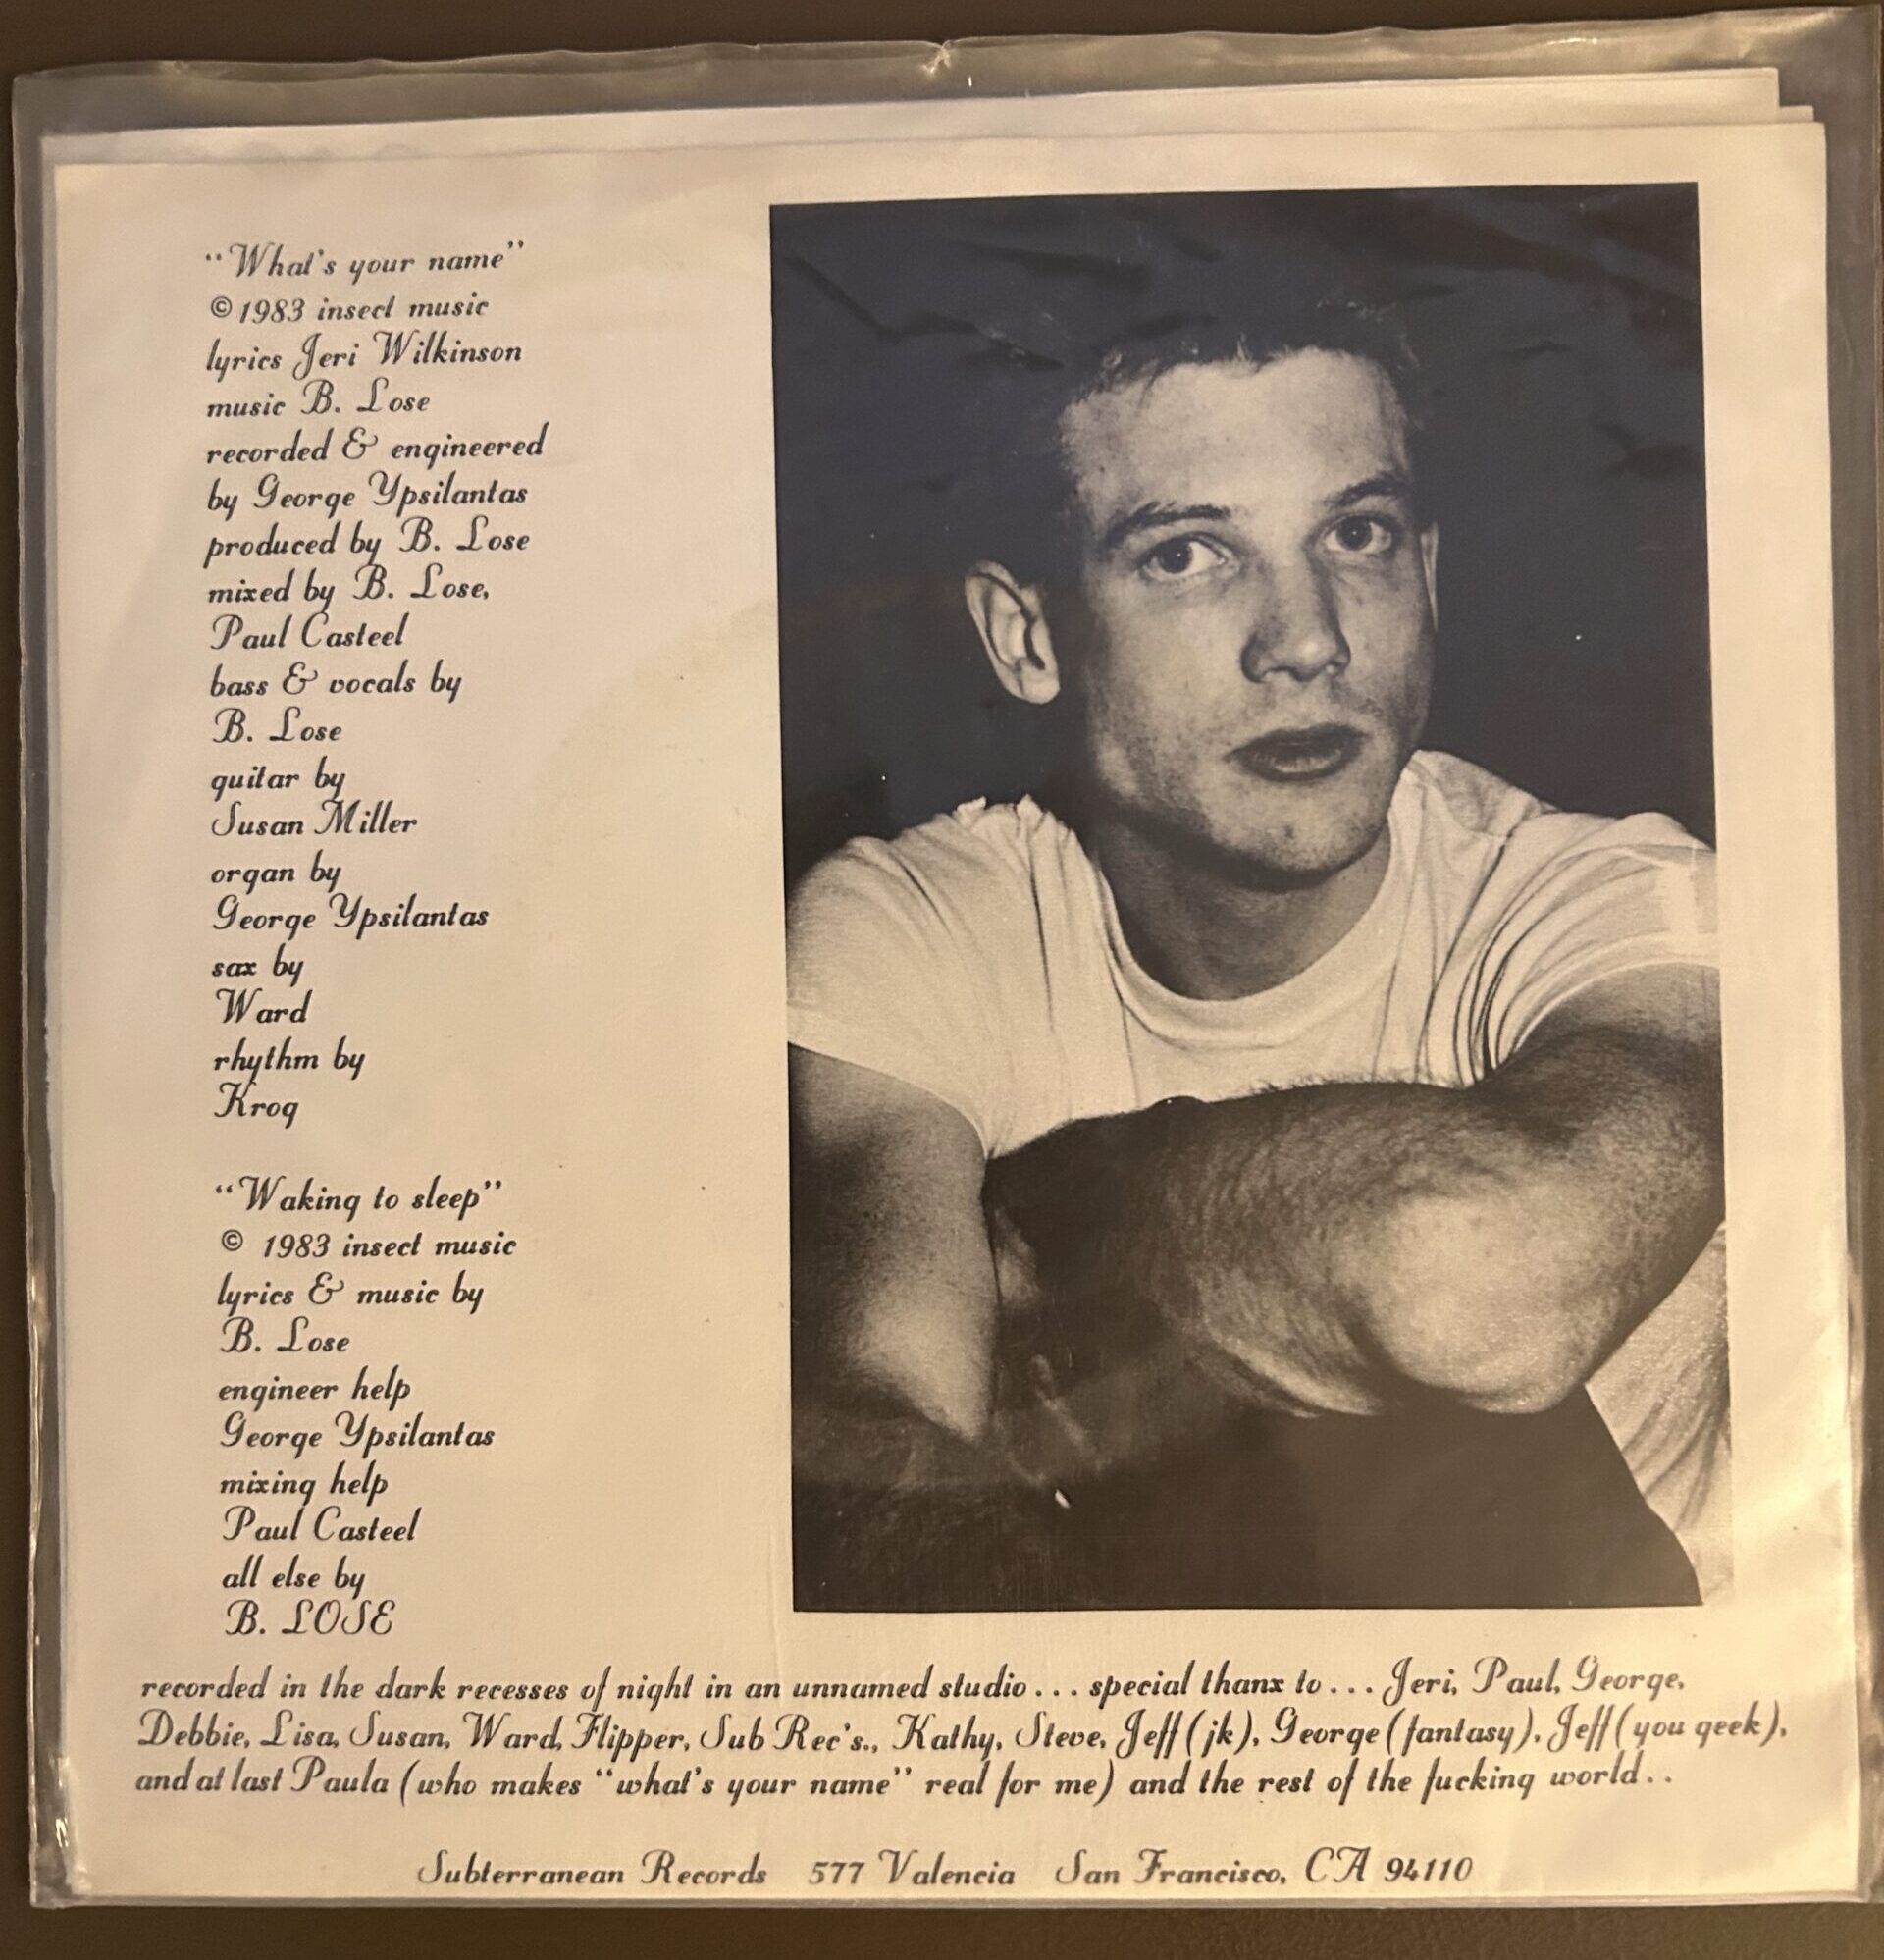 “What's your name”
©1983 insect music
lyrics Jeri Wilkinson
music B. Lose
recorded & engineered
by George Ypsilantas
produced by B. Lose
mixed by B. Lose,
Paul Casteel
bass & vocals by
B. Lose
guitar by
Susan Miller
organ by
George Ypsilantas
sax by
Ward
rhythm by
Krog
“Waking to sleep”
© 1983 insect music
lyrics & music by
B. Lose
engineer help
George Ypsilantas
mixing help
Paul Casteel
all else by
B. LOSE
recorded in the dark recesses of night in an unnamed studio... special thanx to... Jeri, Paul, George,
Debbie, Lisa, Susan, Ward, Flipper, Sub Rec's., Kathy, Steve, Jeff (jk), George (fantasy), Jeff (you geek),
and at last Paula (who makes “what's your name” real for me) and the rest of the fucking world..
Subterranean Records 577 Valencia San Francisco, CA 94110